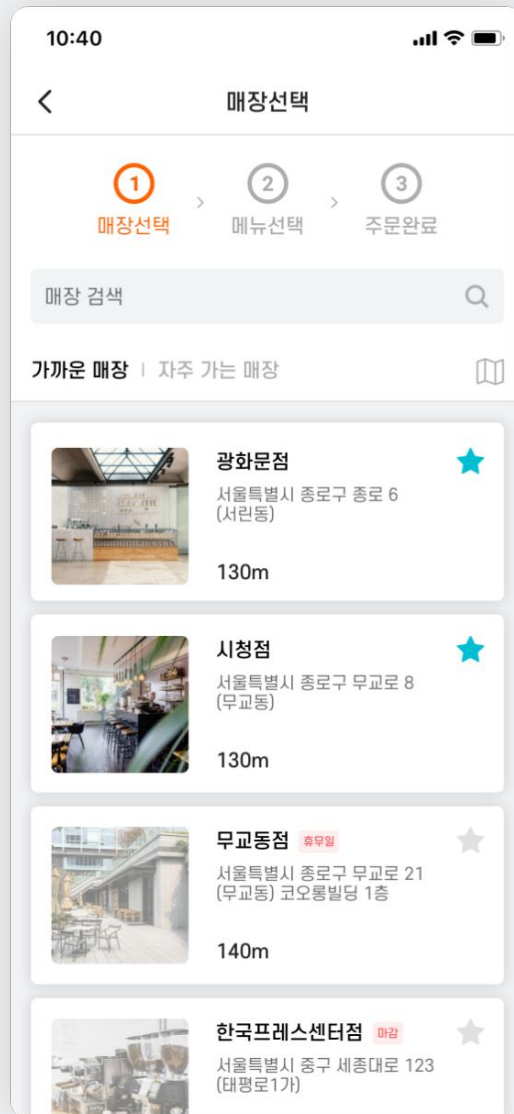 10:40
매장선택
1
2
3
매장선택
메뉴선택
주문완료
매장 검색
가까운 매장 | 자주 가는 매장
광화문점
서울특별시 종로구 종로 6
(서린동)
130m
시청점
서울특별시 종로구 무교로 8
(무교동)
130m
무교동점 휴무일
서울특별시 종로구 무교로 21
(무교동) 코오롱빌딩 1층
140m
한국프레스센터점 마감
서울특별시 중구 세종대로 123
(태평로1가)